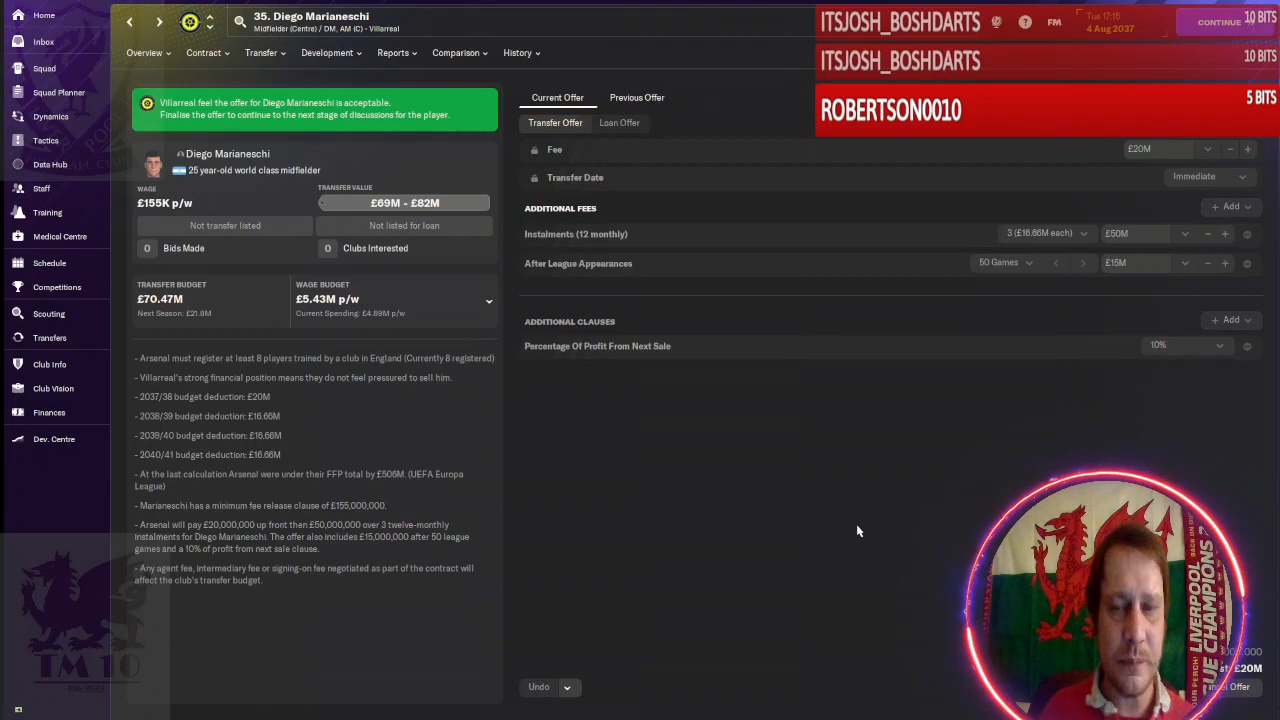 Home
Inbox
Squad
Squad Planner
Dynamics
Tactics
Data Hub
Staff
Training
Medical Centre
Schedule
Competitions
Scouting
Transfers
Club Info
Club Vision
Finances
Dev. Centre
TM 10
35. Diego Marianeschi
Midfielder (Centre) / DM, AM (C) - Villarreal
FM
Tue 17:15
4 Aug 2037
CONTINUE
ITSJOSH_BOSHDARTS
10 BITS
ITSJOSH_BOSHDARTS
10 BITS
ROBERTSON0010
5 BITS
Overview
Contract
Transfer
Development
Reports
Comparison
History
Villarreal feel the offer for Diego Marianeschi is acceptable.
Finalise the offer to continue to the next stage of discussions for the player.
Diego Marianeschi
25 year-old world class midfielder
WAGE
£155K p/w
TRANSFER VALUE
£69M - £82M
Not transfer listed
Not listed for loan
0 Bids Made
0 Clubs Interested
TRANSFER BUDGET
£70.47M
Next Season: £21.8M
WAGE BUDGET
£5.43M p/w
Current Spending: £4.89M p/w
- Arsenal must register at least 8 players trained by a club in England (Currently 8 registered)
- Villarreal's strong financial position means they do not feel pressured to sell him.
- 2037/38 budget deduction: £20M
- 2038/39 budget deduction: £16.66M
- 2039/40 budget deduction: £16.66M
- 2040/41 budget deduction: £16.66M
- At the last calculation Arsenal were under their FFP total by £506M. (UEFA Europa
League)
- Marianeschi has a minimum fee release clause of £155,000,000.
- Arsenal will pay £20,000,000 up front then £50,000,000 over 3 twelve-monthly
instalments for Diego Marianeschi. The offer also includes £15,000,000 after 50 league
games and a 10% of profit from next sale clause.
- Any agent fee, intermediary fee or signing-on fee negotiated as part of the contract will
affect the club's transfer budget.
Current Offer
Previous Offer
Transfer Offer
Loan Offer
Fee
£20M
Transfer Date
Immediate
ADDITIONAL FEES
+ Add
Instalments (12 monthly)
3 (£16.66M each)
£50M
After League Appearances
50 Games
£15M
ADDITIONAL CLAUSES
+ Add
Percentage Of Profit From Next Sale
10%
Undo
£20M
Offer
LIVERPOOL
CHAMPIONS